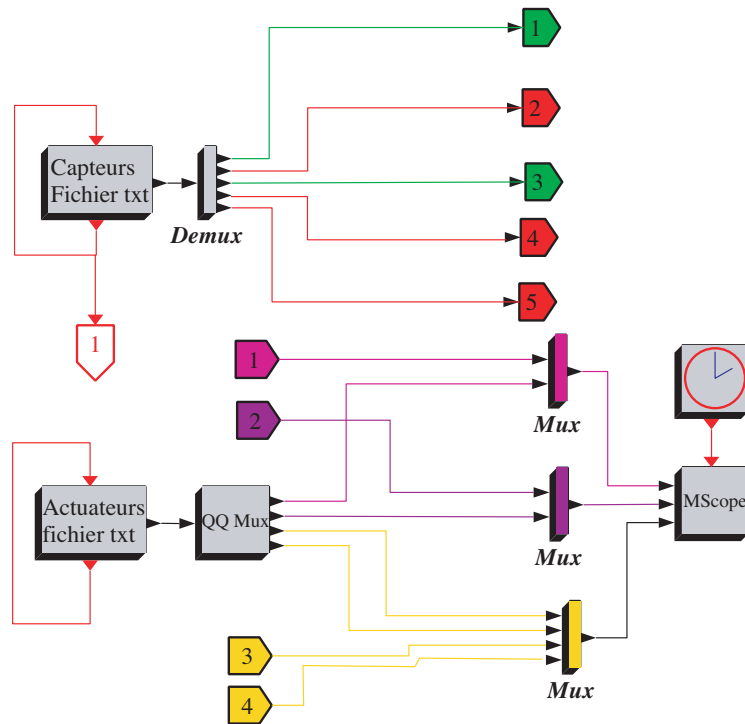 1
2
Capteurs
Fichier txt
3
Demux
4
5
1
1
2
Mux
Actuateurs
fichier txt
QQ Mux
MScope
Mux
3
4
Mux